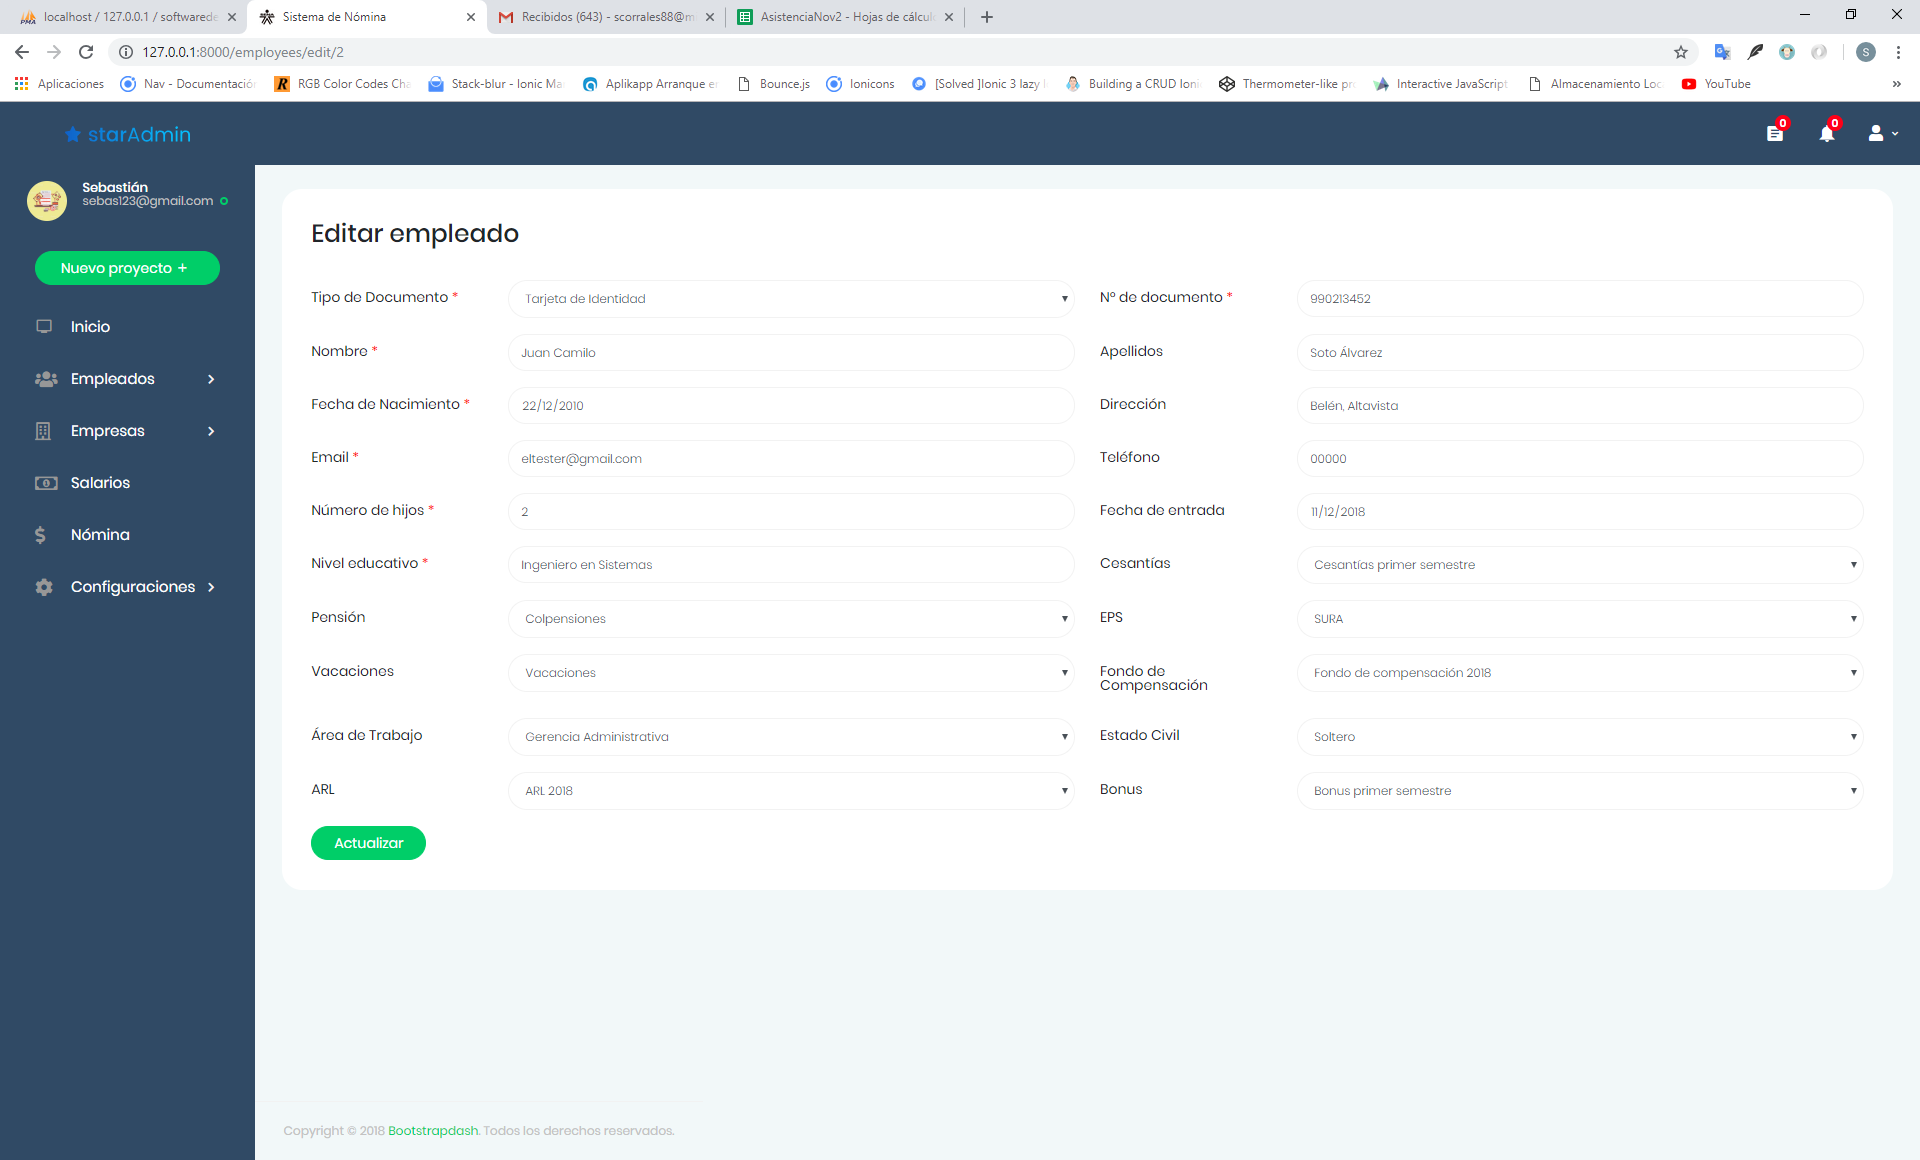 localhost / 127.0.0.1 / softwarede
Sistema de Nómina
Recibidos (643) - scorrales88@m
AsistenciaNov2 - Hojas de cálcul
127.0.0.1:8000/employees/edit/2
S
Aplicaciones
Nav - Documentació
RGB Color Codes Cha
Stack-blur - Ionic Ma
Aplikapp Arranque e
Bounce.js
Ionicons
[Solved ]Ionic 3 lazy l
Building a CRUD Ioni
Thermometer-like pr
Interactive JavaScript
Almacenamiento Loc
YouTube
starAdmin
0
0
Sebastián
sebas123@gmail.com
Nuevo proyecto +
Inicio
Empleados
Empresas
Salarios
Nómina
Configuraciones
Editar empleado
Tipo de Documento * Tarjeta de Identidad
Nº de documento * 990213452
Nombre * Juan Camilo
Apellidos Soto Álvarez
Fecha de Nacimiento * 22/12/2010
Dirección Belén, Altavista
Email * eltester@gmail.com
Teléfono 00000
Número de hijos * 2
Fecha de entrada 11/12/2018
Nivel educativo * Ingeniero en Sistemas
Cesantías Cesantías primer semestre
Pensión Colpensiones
EPS SURA
Vacaciones Vacaciones
Fondo de
Compensación
Fondo de compensación 2018
Área de Trabajo Gerencia Administrativa
Estado Civil Soltero
ARL ARL 2018
Bonus Bonus primer semestre
Actualizar
Copyright © 2018 Bootstrapdash. Todos los derechos reservados.